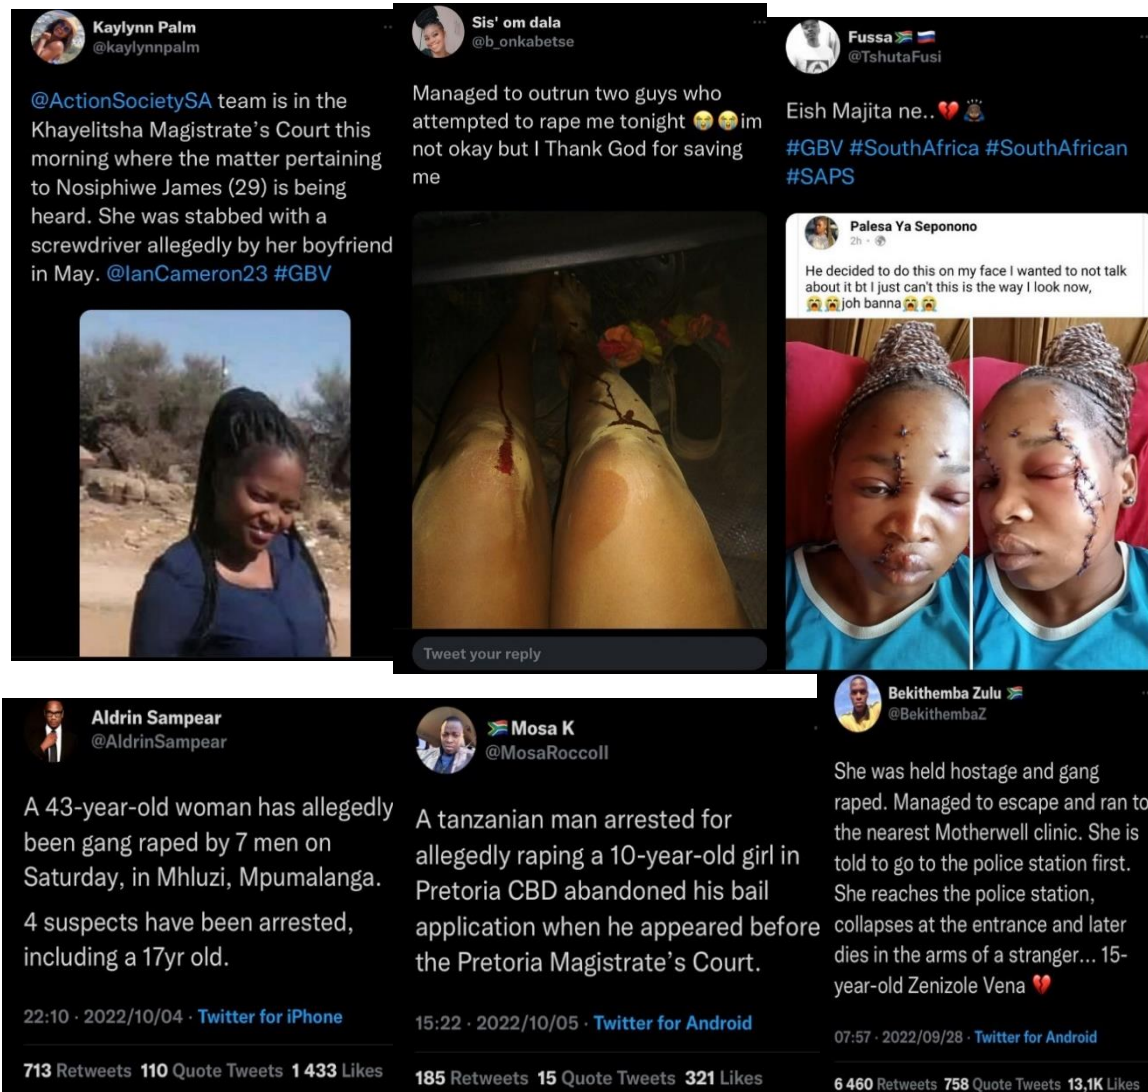 Kaylynn Palm
@kaylynnpalm
@ActionSocietySA team is in the
Khayelitsha Magistrate's Court this
morning where the matter pertaining
to Nosiphiwe James (29) is being
heard. She was stabbed with a
screwdriver allegedly by her boyfriend
in May. @IanCameron23 #GBV
Sis' om dala
@b_onkabetse
Managed to outrun two guys who
attempted to rape me tonight 😭😭im
not okay but I Thank God for saving
me
Tweet your reply
Fussa🇿🇦 🇷🇺
@TshutaFusi
Eish Majita ne..💔🙏🏿
#GBV #SouthAfrica #SouthAfrican
#SAPS
Palesa Ya Seponono
2h ·
He decided to do this on my face I wanted to not talk
about it bt I just can't this is the way I look now,
😭😭joh banna😭😭
Aldrin Sampear
@AldrinSampear
A 43-year-old woman has allegedly
been gang raped by 7 men on
Saturday, in Mhluzi, Mpumalanga.
4 suspects have been arrested,
including a 17yr old.
22:10 · 2022/10/04 · Twitter for iPhone
713 Retweets 110 Quote Tweets 1 433 Likes
🇿🇦Mosa K
@MosaRoccoII
A tanzanian man arrested for
allegedly raping a 10-year-old girl in
Pretoria CBD abandoned his bail
application when he appeared before
the Pretoria Magistrate's Court.
15:22 · 2022/10/05 · Twitter for Android
185 Retweets 15 Quote Tweets 321 Likes
Bekithemba Zulu 🇿🇦
@BekithembaZ
She was held hostage and gang
raped. Managed to escape and ran to
the nearest Motherwell clinic. She is
told to go to the police station first.
She reaches the police station,
collapses at the entrance and later
dies in the arms of a stranger... 15-
year-old Zenizole Vena 💔
07:57 · 2022/09/28 · Twitter for Android
6 460 Retweets 758 Quote Tweets 13,1K Likes